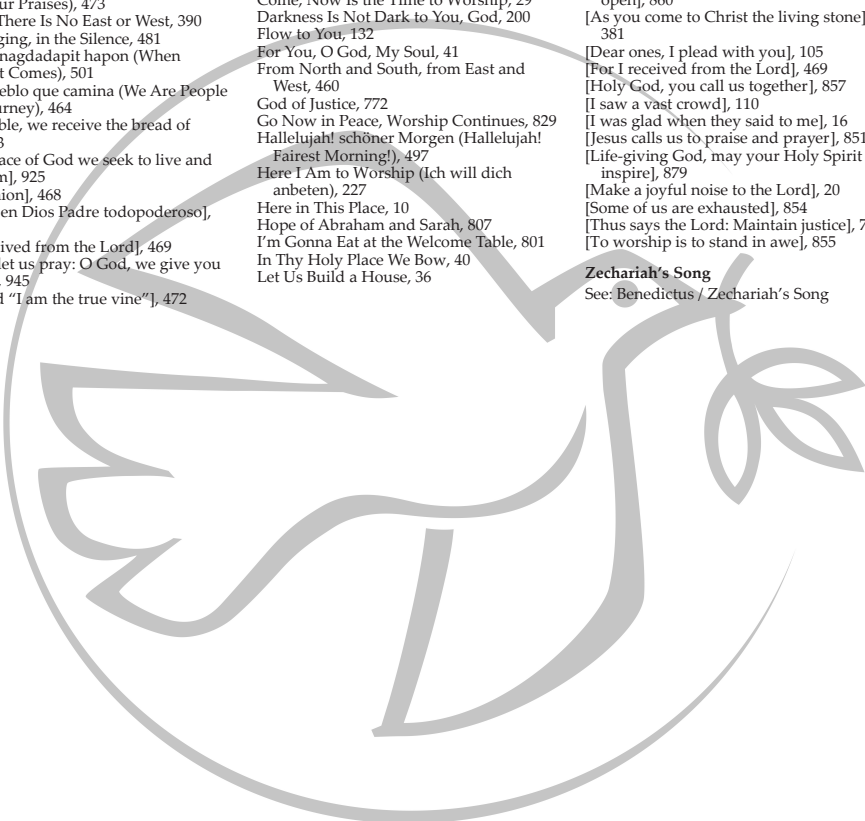 ur Praises), 473
There Is No East or West, 390
ging, in the Silence, 481
nagdadapit hapon (When
t Comes), 501
eblo que camina (We Are People
urney), 464
ble, we receive the bread of
3
ace of God we seek to live and
n], 925
nion], 468
en Dios Padre todopoderoso],
ived from the Lord], 469
let us pray: O God, we give you
, 945
d “I am the true vine”], 472
Come, Now Is the Time to Worship, 29
Darkness Is Not Dark to You, God, 200
Flow to You, 132
For You, O God, My Soul, 41
From North and South, from East and
West, 460
God of Justice, 772
Go Now in Peace, Worship Continues, 829
Hallelujah! schöner Morgen (Hallelujah!
Fairest Morning!), 497
Here I Am to Worship (Ich will dich
anbeten), 227
Here in This Place, 10
Hope of Abraham and Sarah, 807
I’m Gonna Eat at the Welcome Table, 801
In Thy Holy Place We Bow, 40
Let Us Build a House, 36
open], 860
[As you come to Christ the living stone]
381
[Dear ones, I plead with you], 105
[For I received from the Lord], 469
[Holy God, you call us together], 857
[I saw a vast crowd], 110
[I was glad when they said to me], 16
[Jesus calls us to praise and prayer], 851
[Life-giving God, may your Holy Spirit
inspire], 879
[Make a joyful noise to the Lord], 20
[Some of us are exhausted], 854
[Thus says the Lord: Maintain justice], 7
[To worship is to stand in awe], 855
Zechariah’s Song
See: Benedictus / Zechariah’s Song